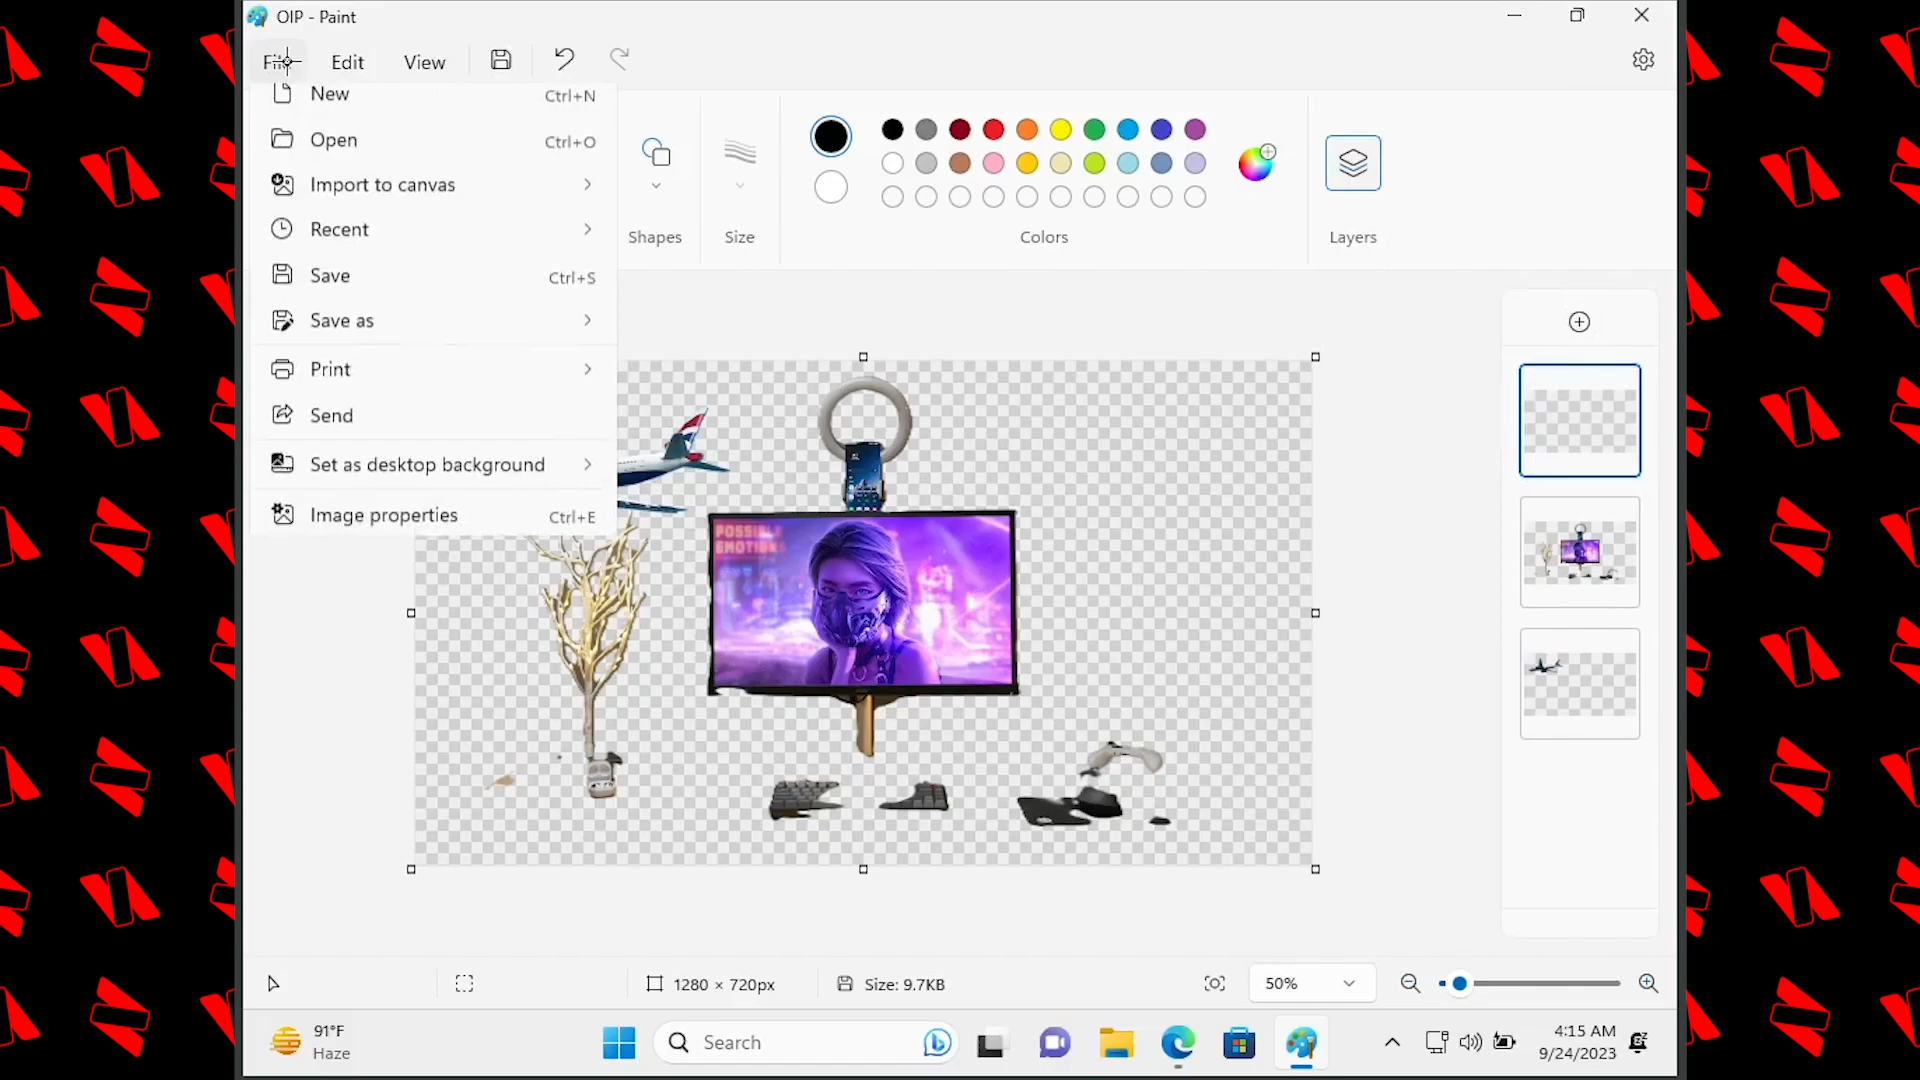 OIP - Paint
File
Edit
View
New Ctrl+N
Open Ctrl+O
Import to canvas
Recent
Save Ctrl+S
Save as
Print
Send
Set as desktop background
Image properties Ctrl+E
Shapes
Size
Colors
Layers
POSSIBLE
EMOTIONS
1280 × 720px
Size: 9.7KB
50%
91°F
Haze
Search
4:15 AM
9/24/2023